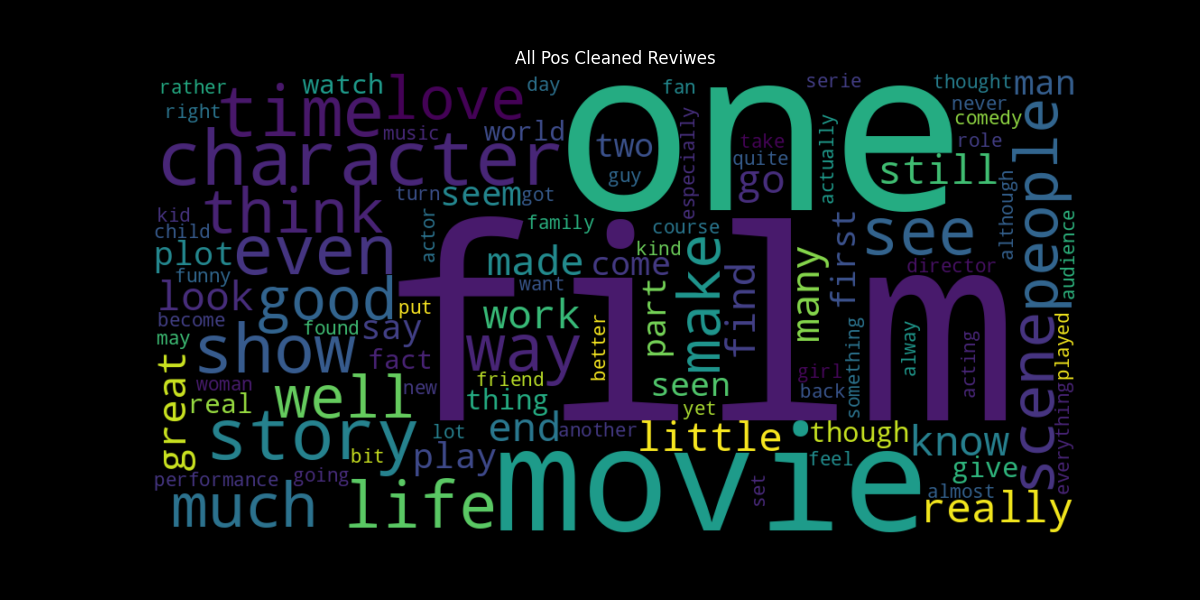 All Pos Cleaned Reviwes
rather
watch
love
day
one
fan
serie
thought
man
right
time
music
world
two
especially
take
actually
never
comedy
character
guy
quite
go
still
role
people
kid
think
turn
seem
got
family
course
first
see
although
audience
child
actor
plot
even
made
come
kind
make
find
many
director
funny
want
look
good
film
put
work
part
become
found
say
better
something
alway
acting
scene
played
may
show
fact
way
girl
great
woman
new
friend
seen
back
everything
real
well
thing
yet
story
lot
end
another
little
though
know
bit
play
movie
feel
give
performance
going
set
almost
much
life
really